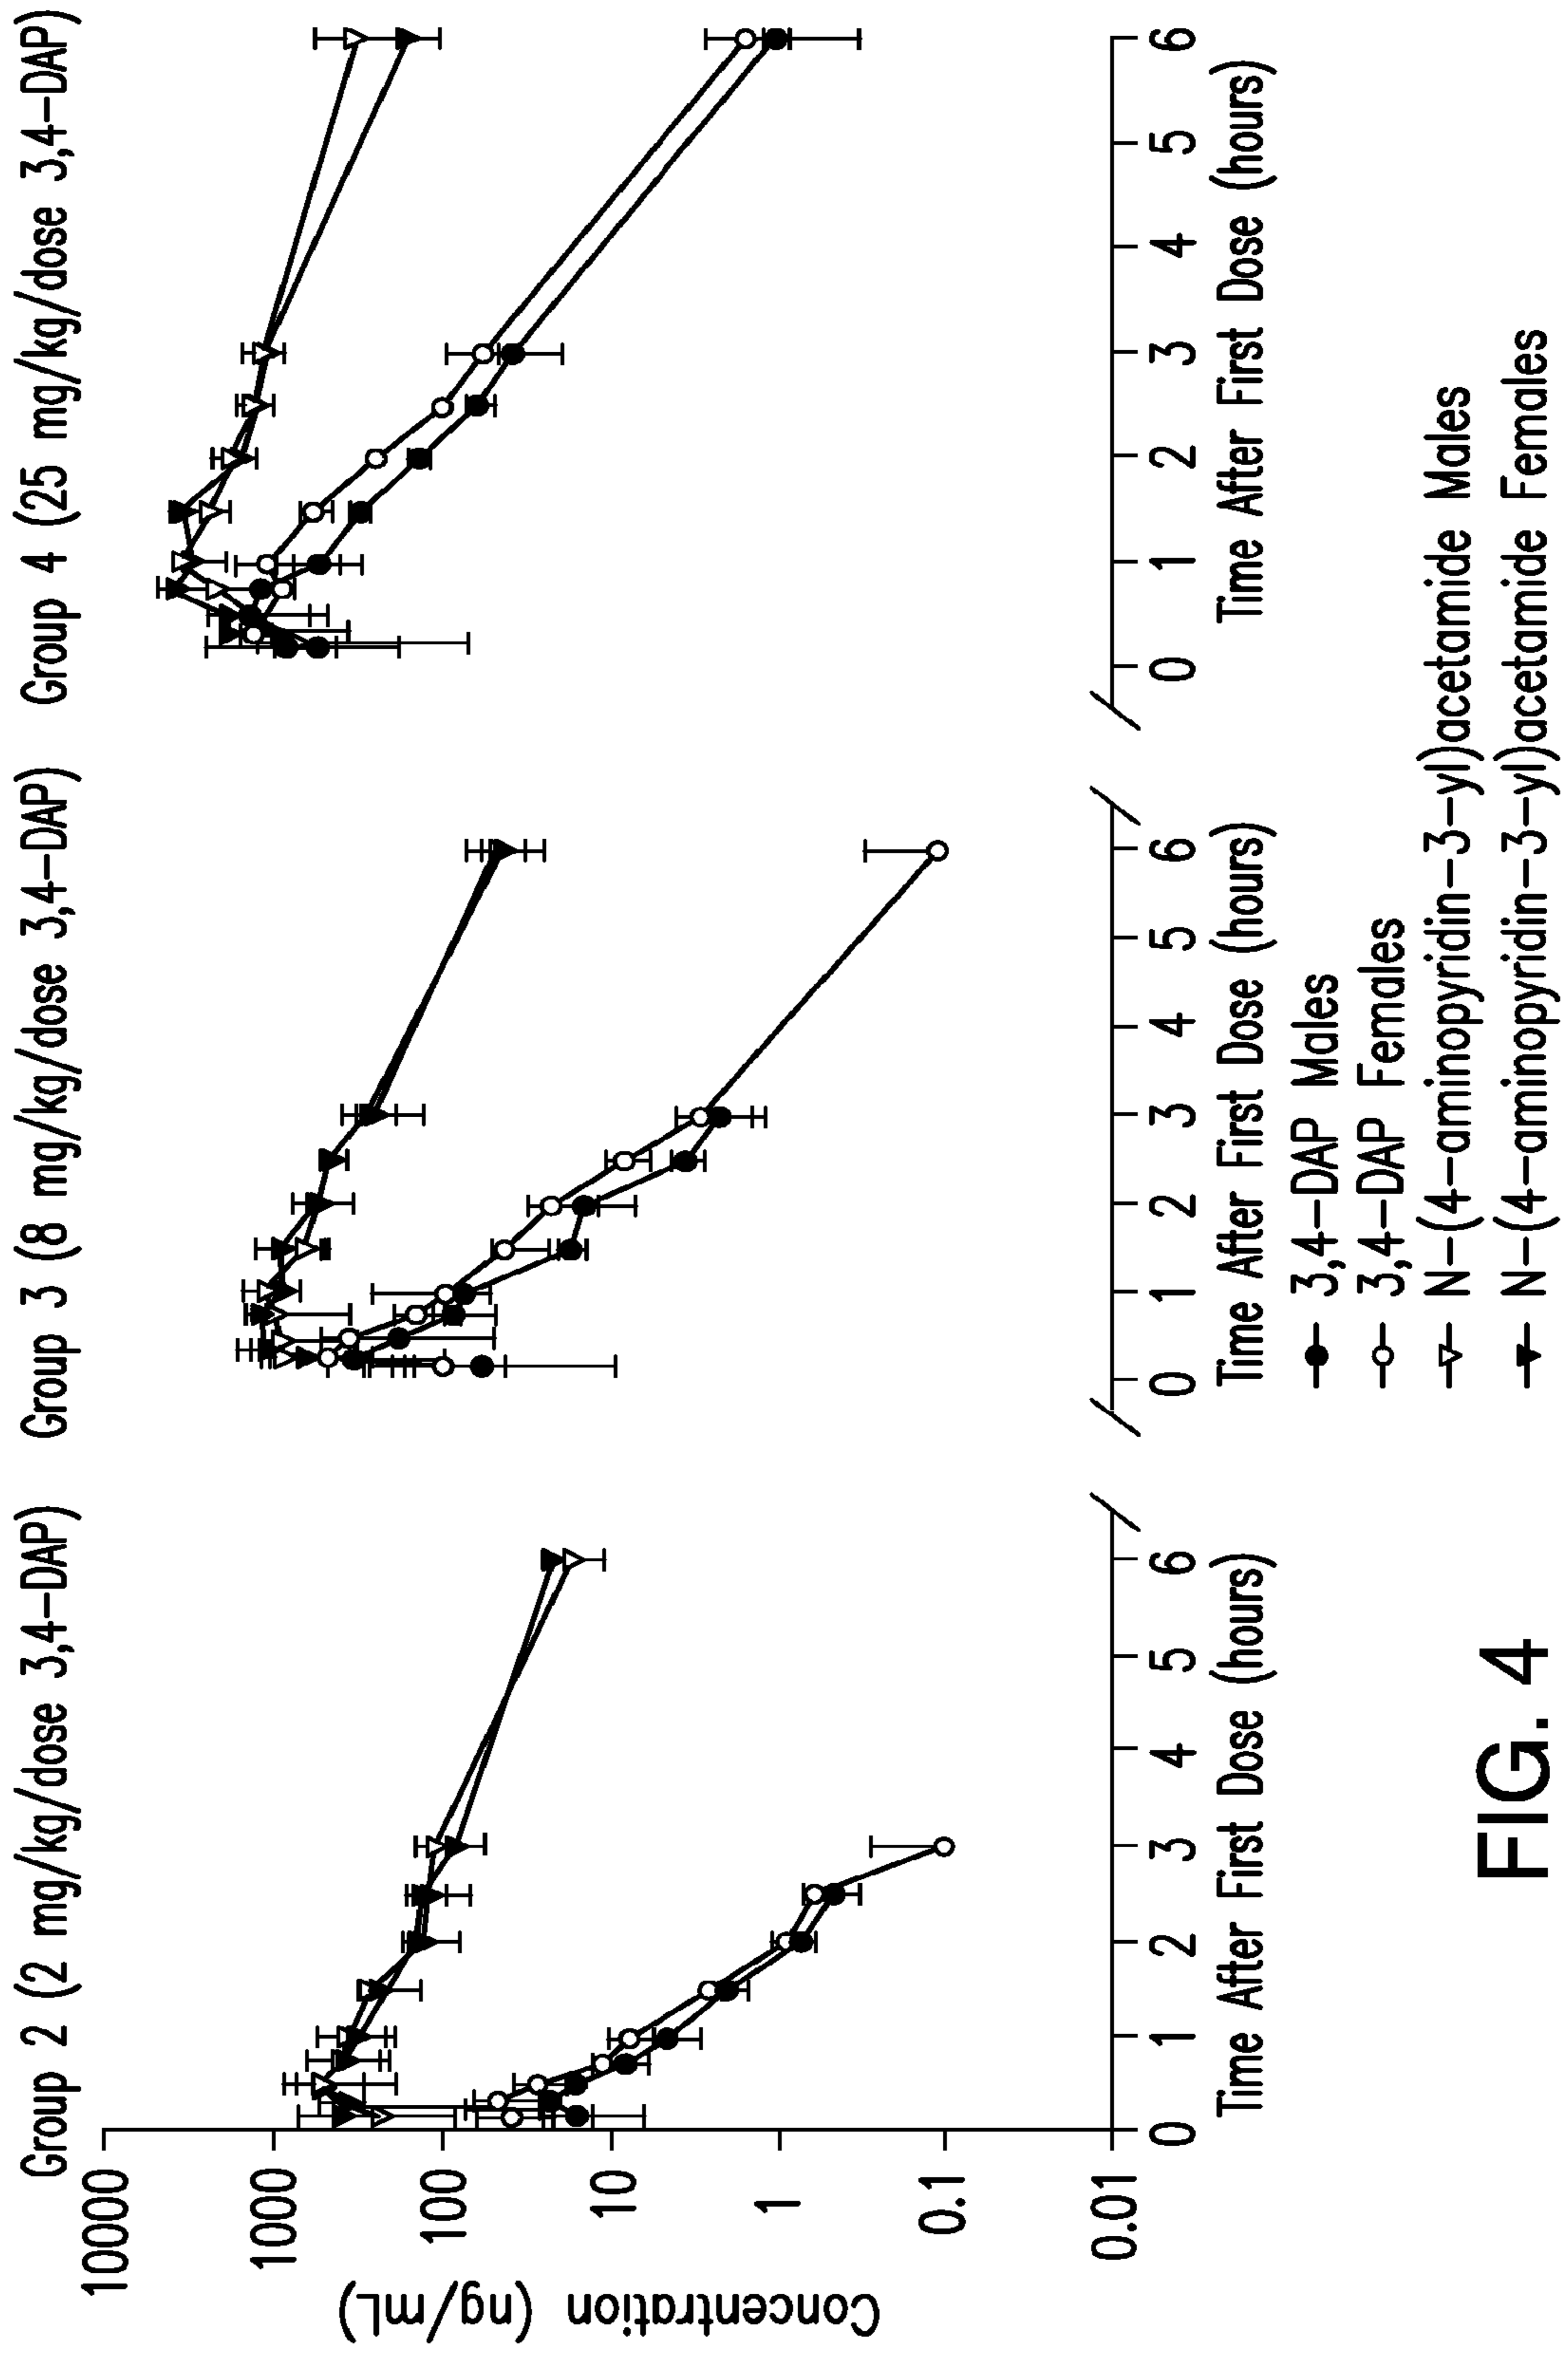 Group 2 (2 mg/kg/dose 3,4-DAP)
Group 3 (8 mg/kg/dose 3,4-DAP)
Group 4 (25 mg/kg/dose 3,4-DAP)
Concentration (ng/mL)
10000
1000
100
10
1
0.1
0.01
0 1 2 3 4 5 6
0 1 2 3 4 5 6
0 1 2 3 4 5 6
Time After First Dose (hours)
Time After First Dose (hours)
Time After First Dose (hours)
3,4-DAP Males
3,4-DAP Females
N-(4-aminopyridin-3-yl)acetamide Males
N-(4-aminopyridin-3-yl)acetamide Females
FIG. 4